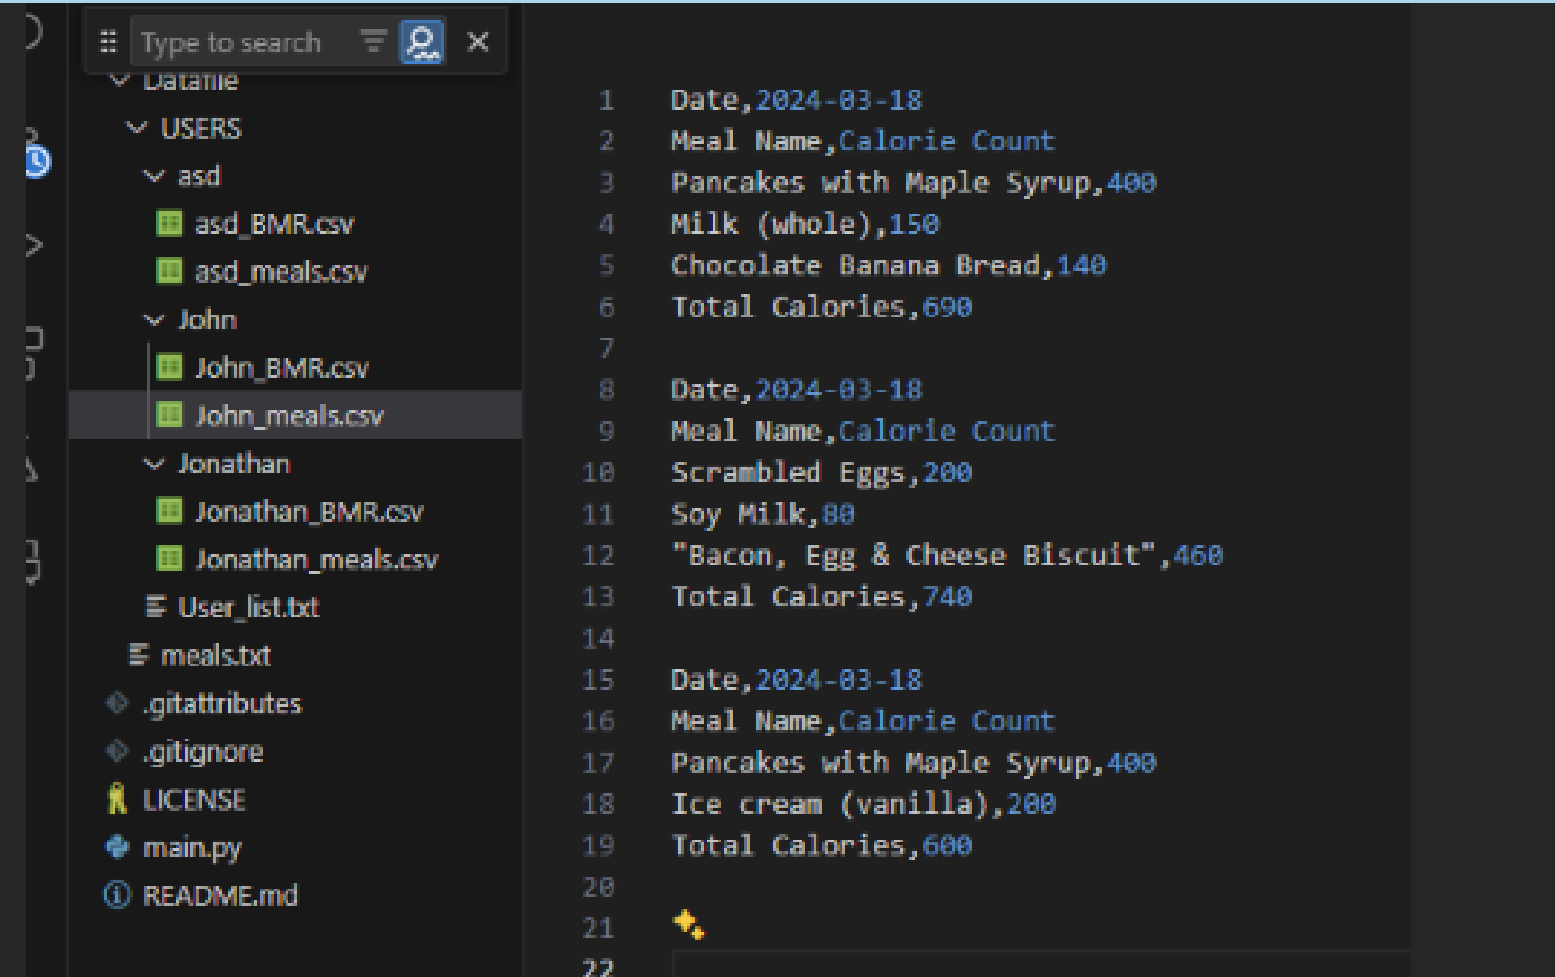 Type to search
Datafile
USERS
asd
asd_BMR.csv
asd_meals.csv
John
John_BMR.csv
John_meals.csv
Jonathan
Jonathan_BMR.csv
Jonathan_meals.csv
User_list.txt
meals.txt
.gitattributes
.gitignore
LICENSE
main.py
README.md
1 Date,2024-03-18
2 Meal Name,Calorie Count
3 Pancakes with Maple Syrup,400
4 Milk (whole),150
5 Chocolate Banana Bread,140
6 Total Calories,690
7
8 Date,2024-03-18
9 Meal Name,Calorie Count
10 Scrambled Eggs,200
11 Soy Milk,80
12 "Bacon, Egg & Cheese Biscuit",460
13 Total Calories,740
14
15 Date,2024-03-18
16 Meal Name,Calorie Count
17 Pancakes with Maple Syrup,400
18 Ice cream (vanilla),200
19 Total Calories,600
20
21
22